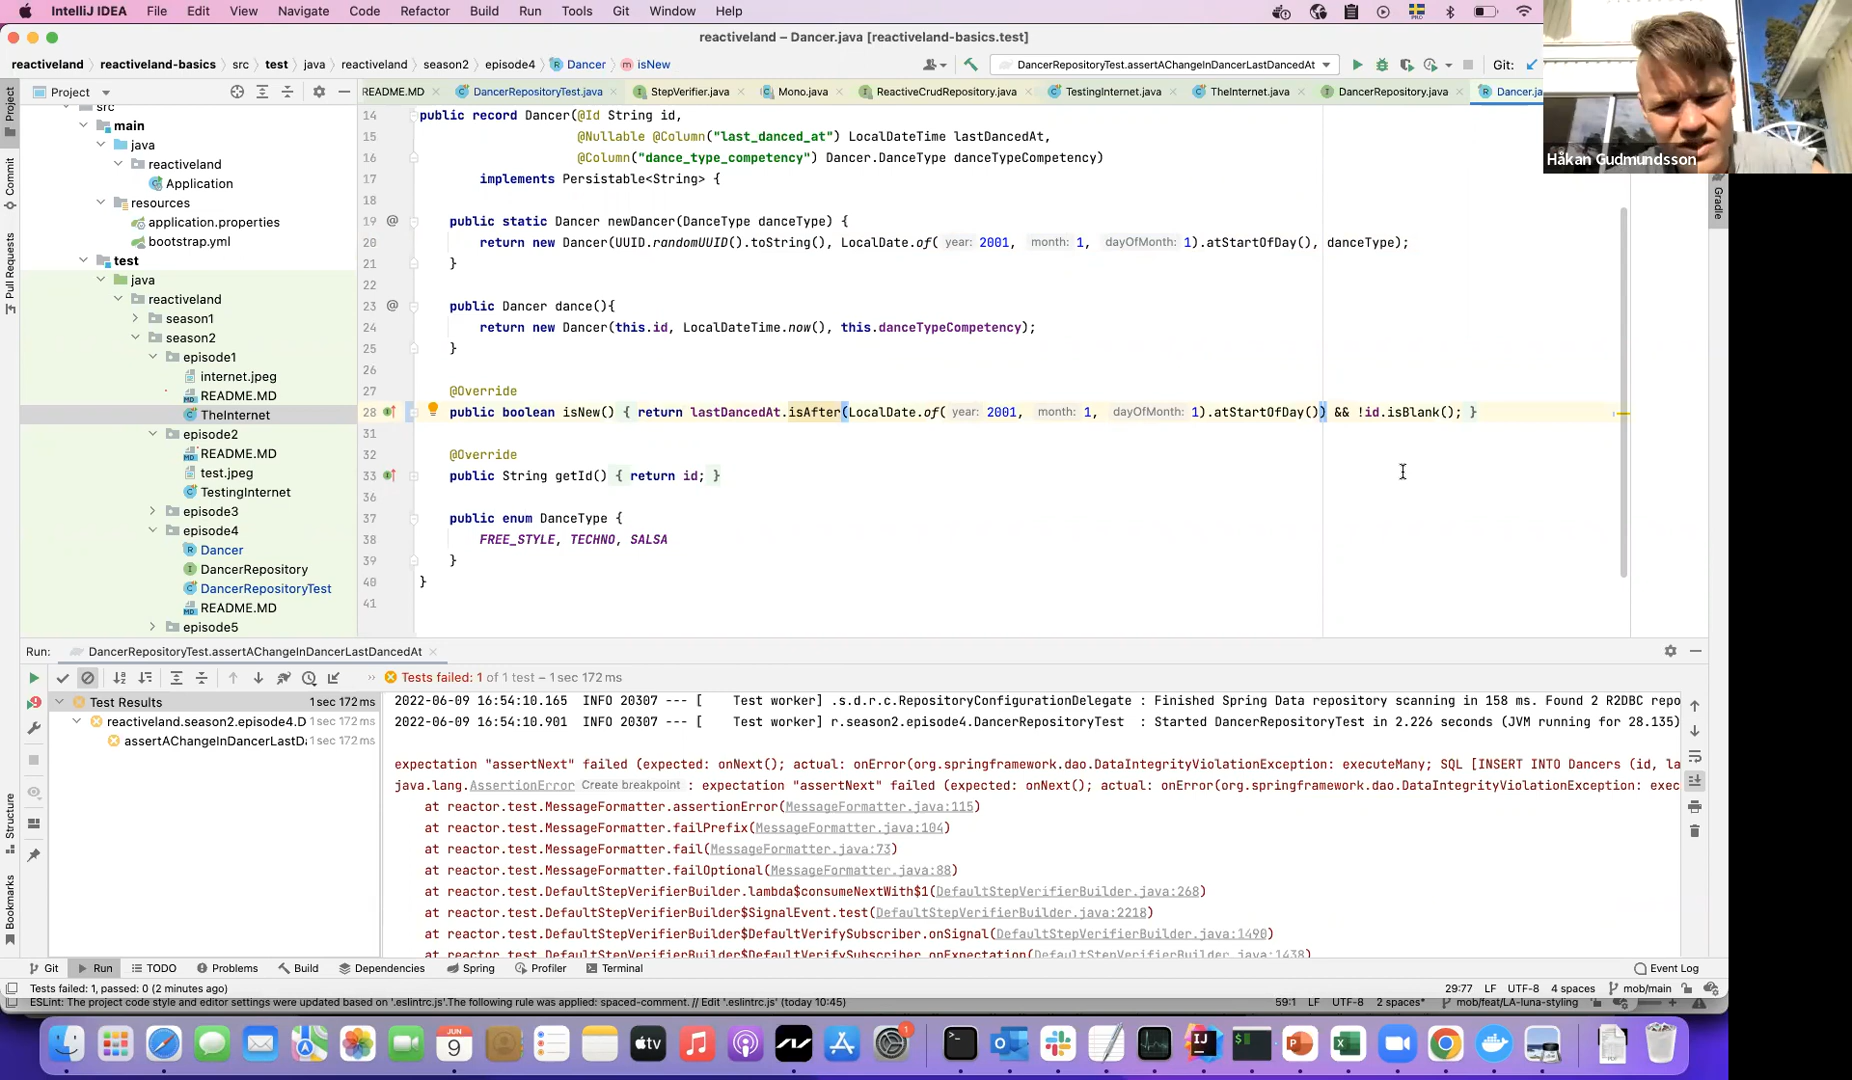 IntelliJ IDEA File Edit View Navigate Code Refactor Build Run Tools Git Window Help
reactiveland – Dancer.java [reactiveland-basics.test]
reactiveland reactiveland-basics src test java reactiveland season2 episode4 Dancer isNew DancerRepositoryTest.assertAChangeInDancerLastDancedAt Git:
Project README.MD DancerRepositoryTest.java StepVerifier.java Mono.java ReactiveCrudRepository.java TestingInternet.java TheInternet.java DancerRepository.java Dancer.ja
Håkan Gudmundsson
Project
Commit
Pull Requests
Structure
Bookmarks
Gradle
src
main
java
reactiveland
Application
resources
application.properties
bootstrap.yml
test
java
reactiveland
season1
season2
episode1
internet.jpeg
README.MD
TheInternet
episode2
README.MD
test.jpeg
TestingInternet
episode3
episode4
Dancer
DancerRepository
DancerRepositoryTest
README.MD
episode5
14 public record Dancer(@Id String id,
15 @Nullable @Column("last_danced_at") LocalDateTime lastDancedAt,
16 @Column("dance_type_competency") Dancer.DanceType danceTypeCompetency)
17 implements Persistable<String> {
18
19 @ public static Dancer newDancer(DanceType danceType) {
20 return new Dancer(UUID.randomUUID().toString(), LocalDate.of( year: 2001, month: 1, dayOfMonth: 1).atStartOfDay(), danceType);
21 }
22
23 @ public Dancer dance(){
24 return new Dancer(this.id, LocalDateTime.now(), this.danceTypeCompetency);
25 }
26
27 @Override
28 public boolean isNew() { return lastDancedAt.isAfter(LocalDate.of( year: 2001, month: 1, dayOfMonth: 1).atStartOfDay()) && !id.isBlank(); }
31
32 @Override
33 public String getId() { return id; }
36
37 public enum DanceType {
38 FREE_STYLE, TECHNO, SALSA
39 }
40 }
41
Run: DancerRepositoryTest.assertAChangeInDancerLastDancedAt
Tests failed: 1 of 1 test – 1 sec 172 ms
Test Results 1 sec 172 ms
reactiveland.season2.episode4.D 1 sec 172 ms
assertAChangeInDancerLastDa 1 sec 172 ms
2022-06-09 16:54:10.165 INFO 20307 --- [ Test worker] .s.d.r.c.RepositoryConfigurationDelegate : Finished Spring Data repository scanning in 158 ms. Found 2 R2DBC repo
2022-06-09 16:54:10.901 INFO 20307 --- [ Test worker] r.season2.episode4.DancerRepositoryTest : Started DancerRepositoryTest in 2.226 seconds (JVM running for 28.135)
expectation "assertNext" failed (expected: onNext(); actual: onError(org.springframework.dao.DataIntegrityViolationException: executeMany; SQL [INSERT INTO Dancers (id, la
java.lang.AssertionError Create breakpoint : expectation "assertNext" failed (expected: onNext(); actual: onError(org.springframework.dao.DataIntegrityViolationException: exec
at reactor.test.MessageFormatter.assertionError(MessageFormatter.java:115)
at reactor.test.MessageFormatter.failPrefix(MessageFormatter.java:104)
at reactor.test.MessageFormatter.fail(MessageFormatter.java:73)
at reactor.test.MessageFormatter.failOptional(MessageFormatter.java:88)
at reactor.test.DefaultStepVerifierBuilder.lambda$consumeNextWith$1(DefaultStepVerifierBuilder.java:268)
at reactor.test.DefaultStepVerifierBuilder$SignalEvent.test(DefaultStepVerifierBuilder.java:2218)
at reactor.test.DefaultStepVerifierBuilder$DefaultVerifySubscriber.onSignal(DefaultStepVerifierBuilder.java:1490)
at reactor.test.DefaultStepVerifierBuilder$DefaultVerifySubscriber.onExpectation(DefaultStepVerifierBuilder.java:1438)
Git Run TODO Problems Build Dependencies Spring Profiler Terminal Event Log
Tests failed: 1, passed: 0 (2 minutes ago) 29:77 LF UTF-8 4 spaces mob/main
ESLint: The project code style and editor settings were updated based on '.eslintrc.js'.The following rule was applied: spaced-comment. // Edit '.eslintrc.js' (today 10:45) 59:1 LF UTF-8 2 spaces* mob/feat/LA-luna-styling
JUN
9
tv
1
IJ